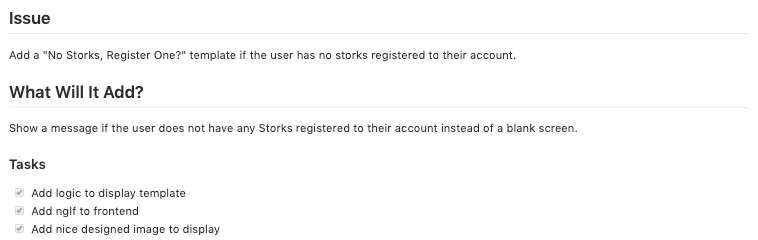 Issue
Add a "No Storks, Register One?" template if the user has no storks registered to their account.
What Will It Add?
Show a message if the user does not have any Storks registered to their account instead of a blank screen.
Tasks
Add logic to display template
Add ngIf to frontend
Add nice designed image to display